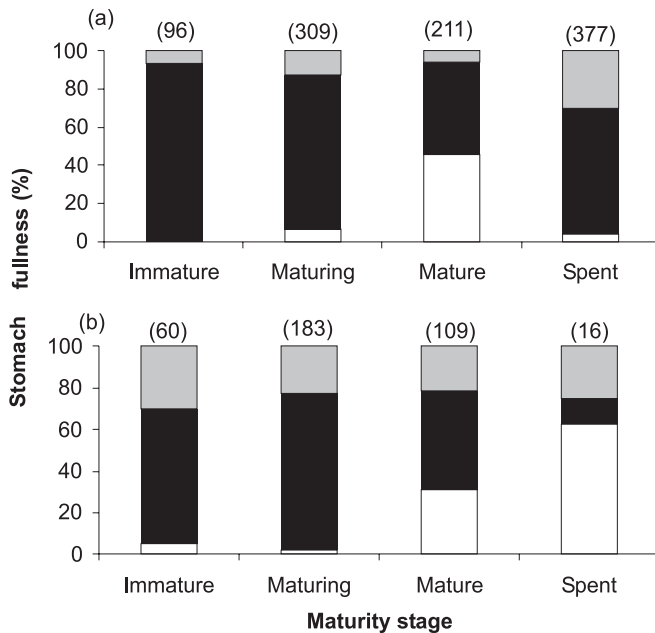 (a)
(96) (309) (211) (377)
100
80
60
40
20
0
Immature Maturing Mature Spent
Stomach fullness (%)
(b)
(60) (183) (109) (16)
100
80
60
40
20
0
Immature Maturing Mature Spent
Maturity stage